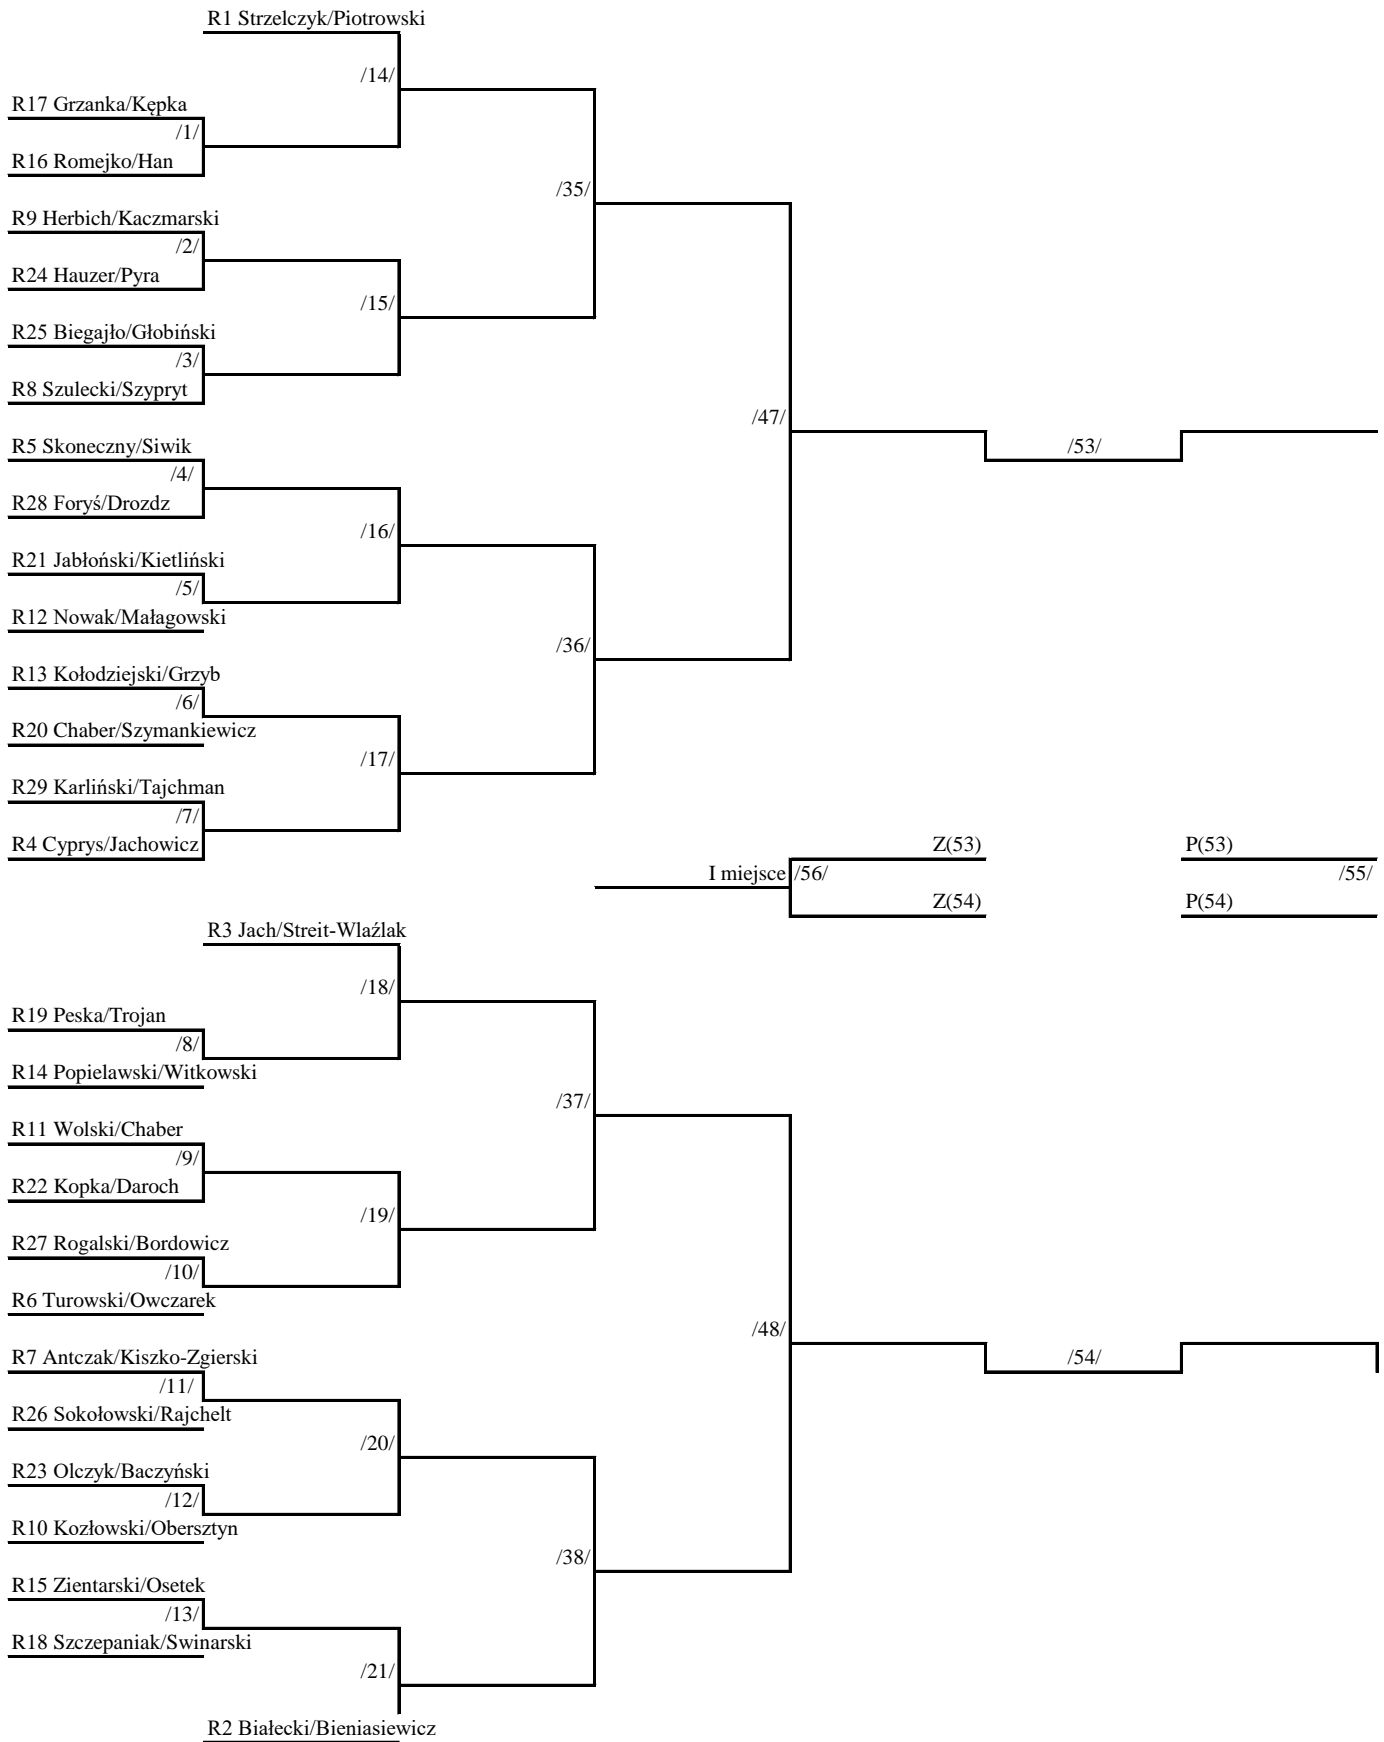 R1 Strzelczyk/Piotrowski
/14/
R17 Grzanka/Kępka
/1/
R16 Romejko/Han
/35/
R9 Herbich/Kaczmarski
/2/
R24 Hauzer/Pyra
/15/
R25 Biegajło/Głobiński
/3/
R8 Szulecki/Szypryt
/47/
/53/
R5 Skoneczny/Siwik
/4/
R28 Foryś/Drozdz
/16/
R21 Jabłoński/Kietliński
/5/
R12 Nowak/Małagowski
/36/
R13 Kołodziejski/Grzyb
/6/
R20 Chaber/Szymankiewicz
/17/
R29 Karliński/Tajchman
/7/
R4 Cyprys/Jachowicz
Z(53)
P(53)
I miejsce
/56/
/55/
Z(54)
P(54)
R3 Jach/Streit-Wlaźlak
/18/
R19 Peska/Trojan
/8/
R14 Popielawski/Witkowski
/37/
R11 Wolski/Chaber
/9/
R22 Kopka/Daroch
/19/
R27 Rogalski/Bordowicz
/10/
R6 Turowski/Owczarek
/48/
/54/
R7 Antczak/Kiszko-Zgierski
/11/
R26 Sokołowski/Rajchelt
/20/
R23 Olczyk/Baczyński
/12/
R10 Kozłowski/Obersztyn
/38/
R15 Zientarski/Osetek
/13/
R18 Szczepaniak/Swinarski
/21/
R2 Białecki/Bieniasiewicz